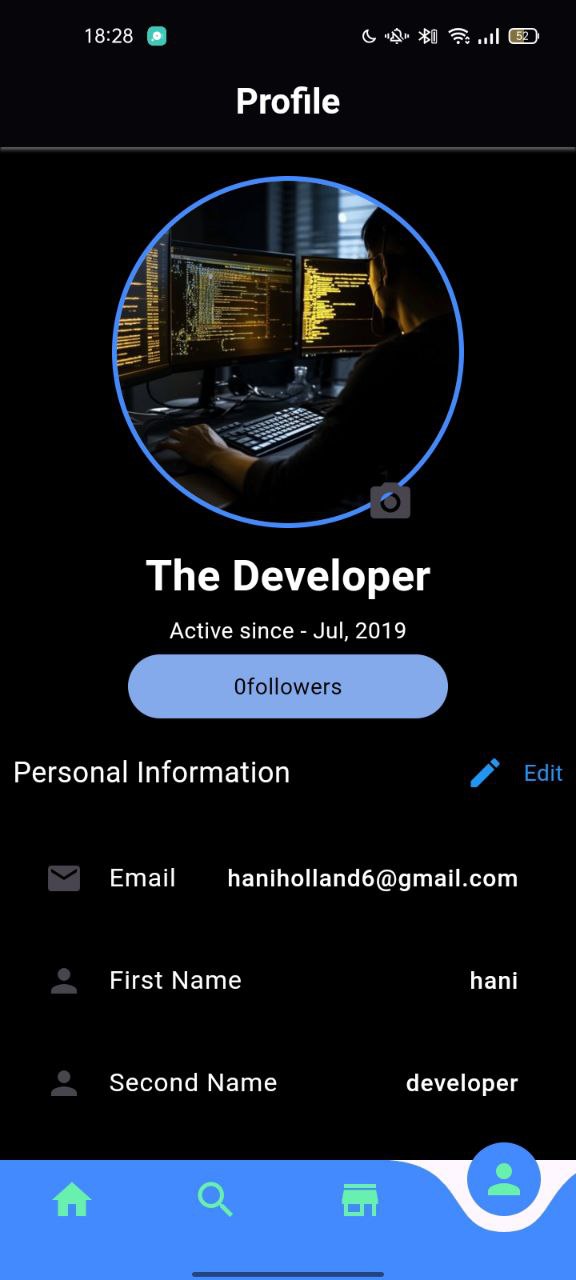 18:28
52
Profile
The Developer
Active since - Jul, 2019
0followers
Personal Information
Edit
Email
haniholland6@gmail.com
First Name
hani
Second Name
developer